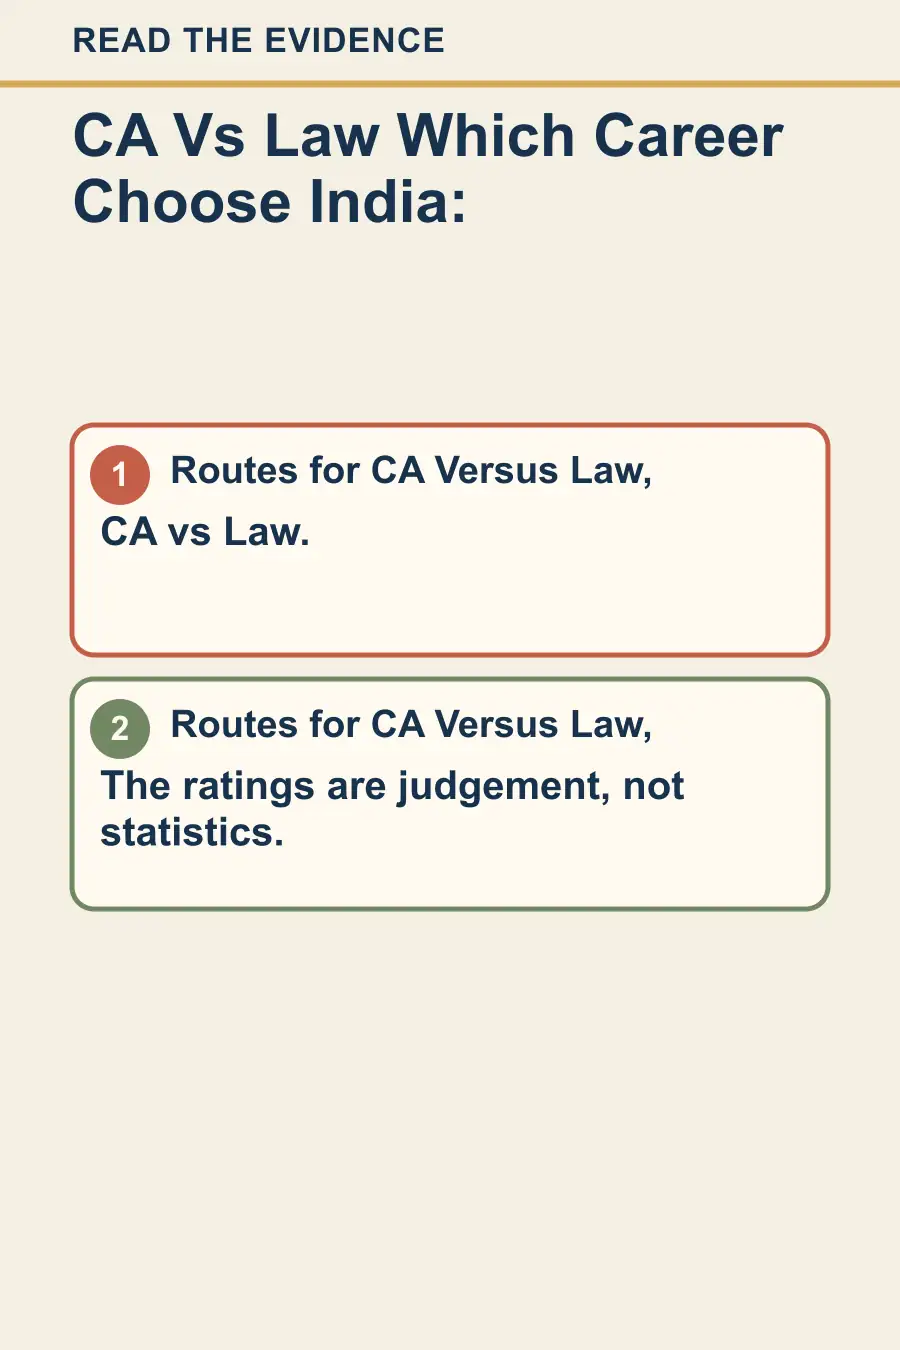 READ THE EVIDENCE
CA Vs Law Which Career
Choose India:
1 Routes for CA Versus Law,
CA vs Law.
2 Routes for CA Versus Law,
The ratings are judgement, not
statistics.